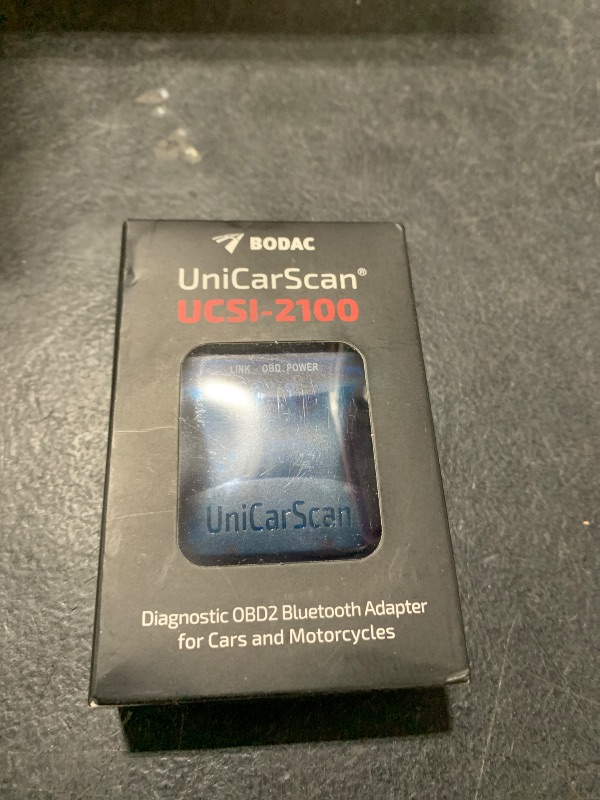 BODAC
UniCarScan®
UCSI-2100
LINK OBD POWER
UniCarScan
Diagnostic OBD2 Bluetooth Adapter
for Cars and Motorcycles